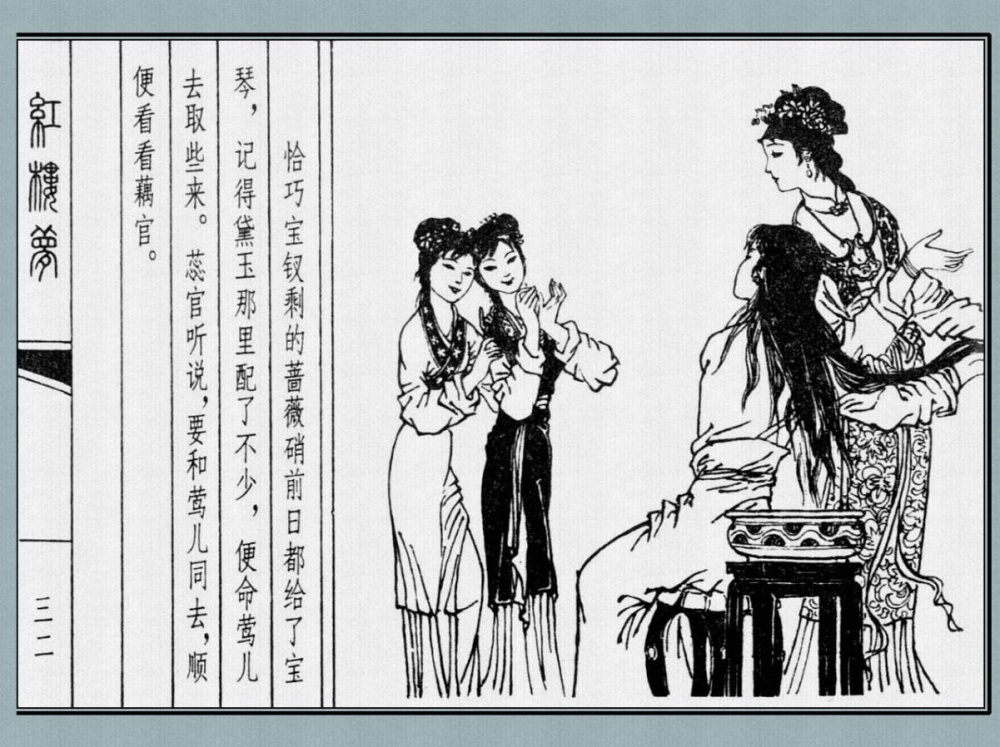 恰巧宝钗剩的蔷薇硝前日都给了宝
琴，记得黛玉那里配了不少，便命莺儿
去取些来。蕊官听说，要和莺儿同去，顺
便看看藕官。
紅樓夢
三一二